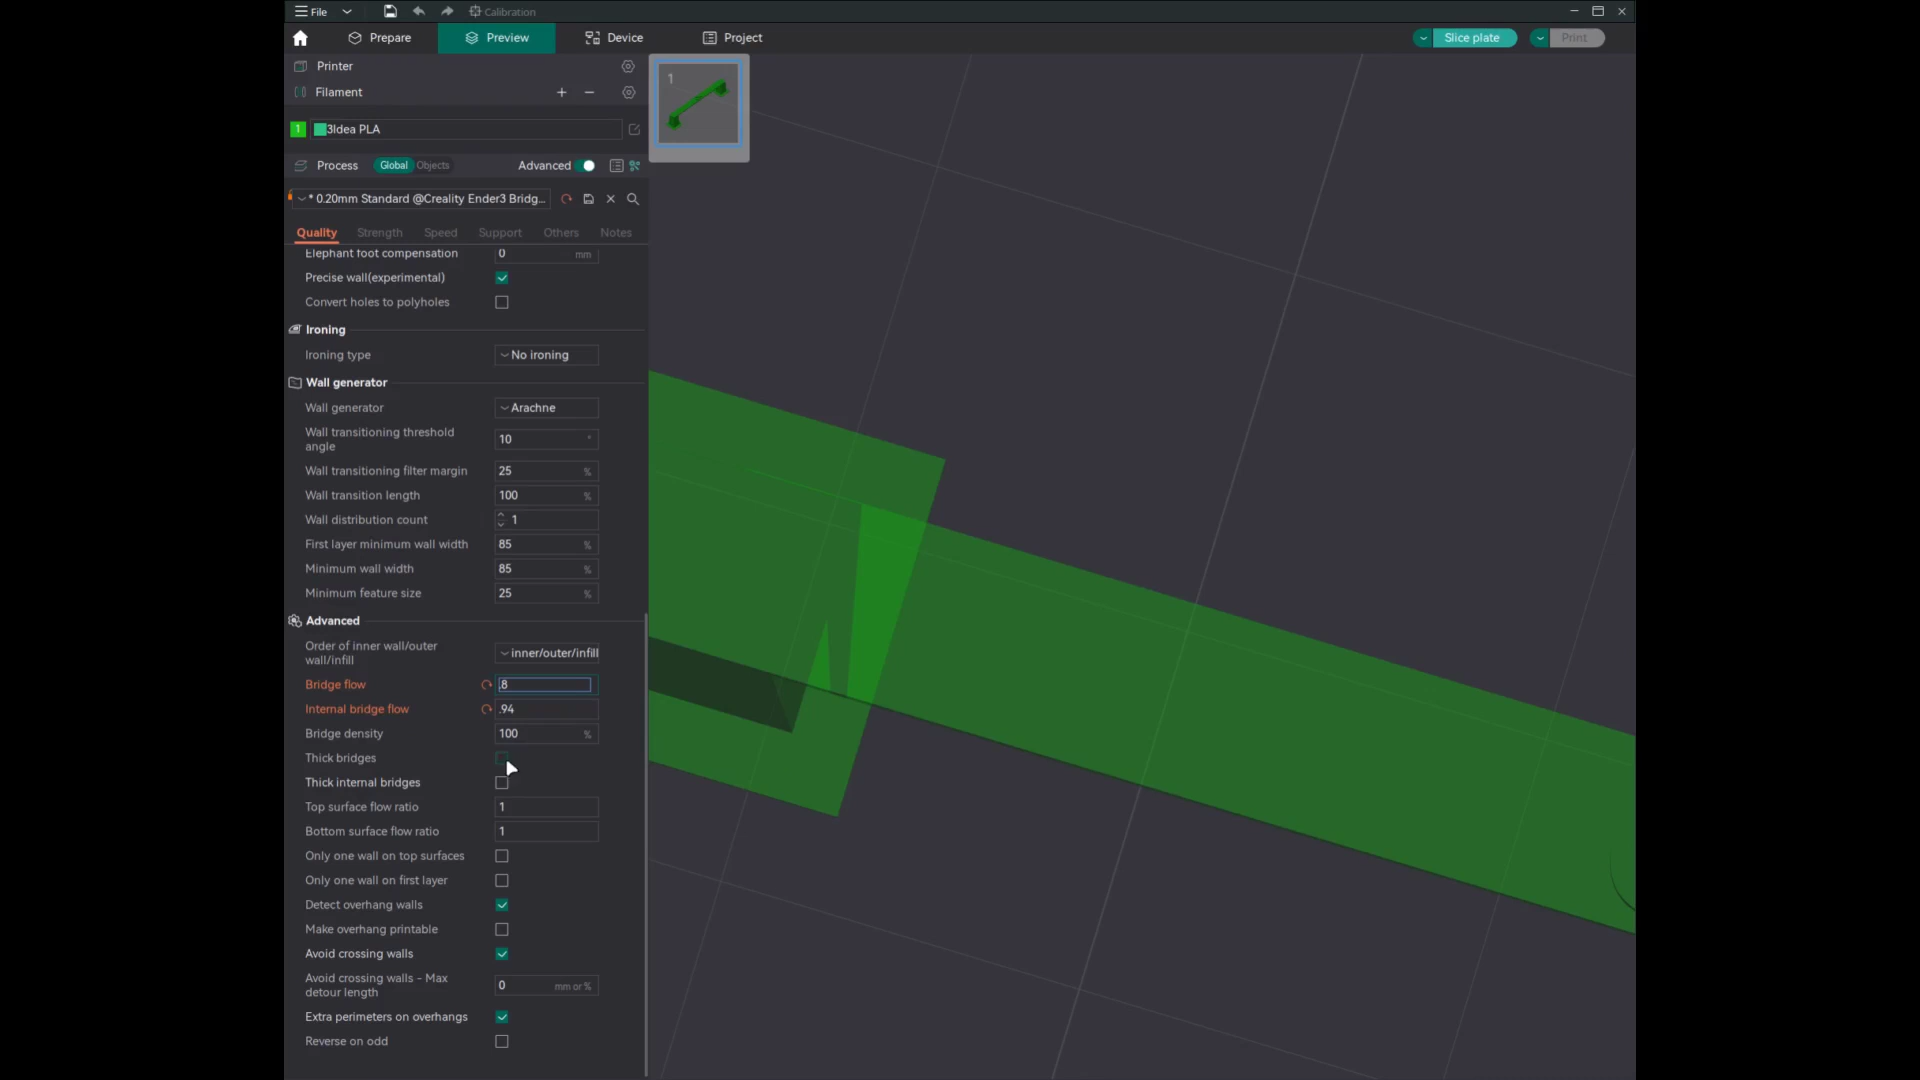 File
Calibration
Prepare
Preview
Device
Project
Slice plate
Print
Printer
Filament
1
1
3Idea PLA
Process
Global
Objects
Advanced
* 0.20mm Standard @Creality Ender3 Bridg...
Quality
Strength
Speed
Support
Others
Notes
Elephant foot compensation
0
mm
Precise wall(experimental)
Convert holes to polyholes
Ironing
Ironing type
No ironing
Wall generator
Wall generator
Arachne
Wall transitioning threshold
angle
10
°
Wall transitioning filter margin
25
%
Wall transition length
100
%
Wall distribution count
1
First layer minimum wall width
85
%
Minimum wall width
85
%
Minimum feature size
25
%
Advanced
Order of inner wall/outer
wall/infill
inner/outer/infill
Bridge flow
.8
Internal bridge flow
.94
Bridge density
100
%
Thick bridges
Thick internal bridges
Top surface flow ratio
1
Bottom surface flow ratio
1
Only one wall on top surfaces
Only one wall on first layer
Detect overhang walls
Make overhang printable
Avoid crossing walls
Avoid crossing walls - Max
detour length
0
mm or %
Extra perimeters on overhangs
Reverse on odd